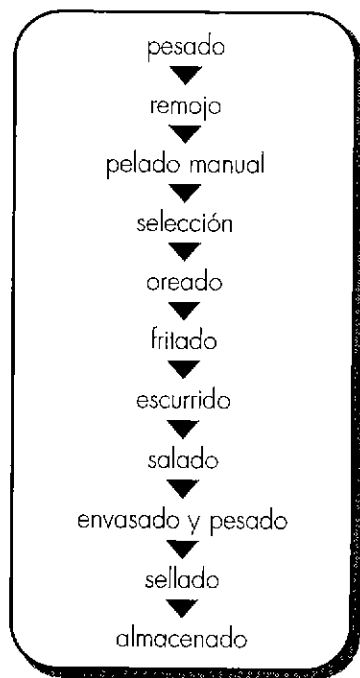 pesado
remojo
pelado manual
selección
oreado
fritado
escurrido
salado
envasado y pesado
sellado
almacenado